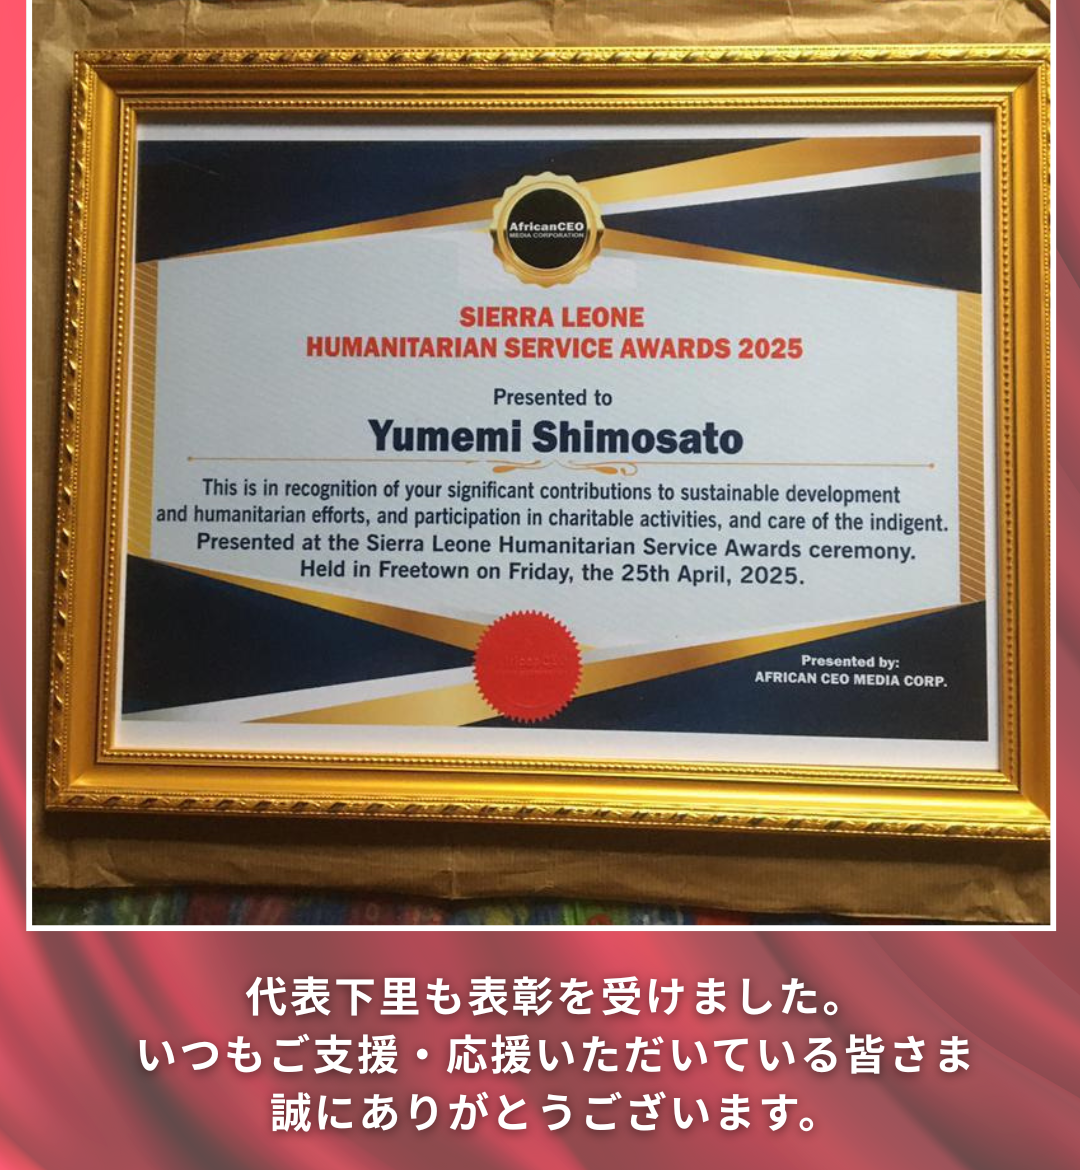 AfricanCEO
MEDIA CORPORATION
SIERRA LEONE
HUMANITARIAN SERVICE AWARDS 2025
Presented to
Yumemi Shimosato
This is in recognition of your significant contributions to sustainable development
and humanitarian efforts, and participation in charitable activities, and care of the indigent.
Presented at the Sierra Leone Humanitarian Service Awards ceremony.
Held in Freetown on Friday, the 25th April, 2025.
Presented by:
AFRICAN CEO MEDIA CORP.
代表下里も表彰を受けました。
いつもご支援・応援いただいている皆さま
誠にありがとうございます。